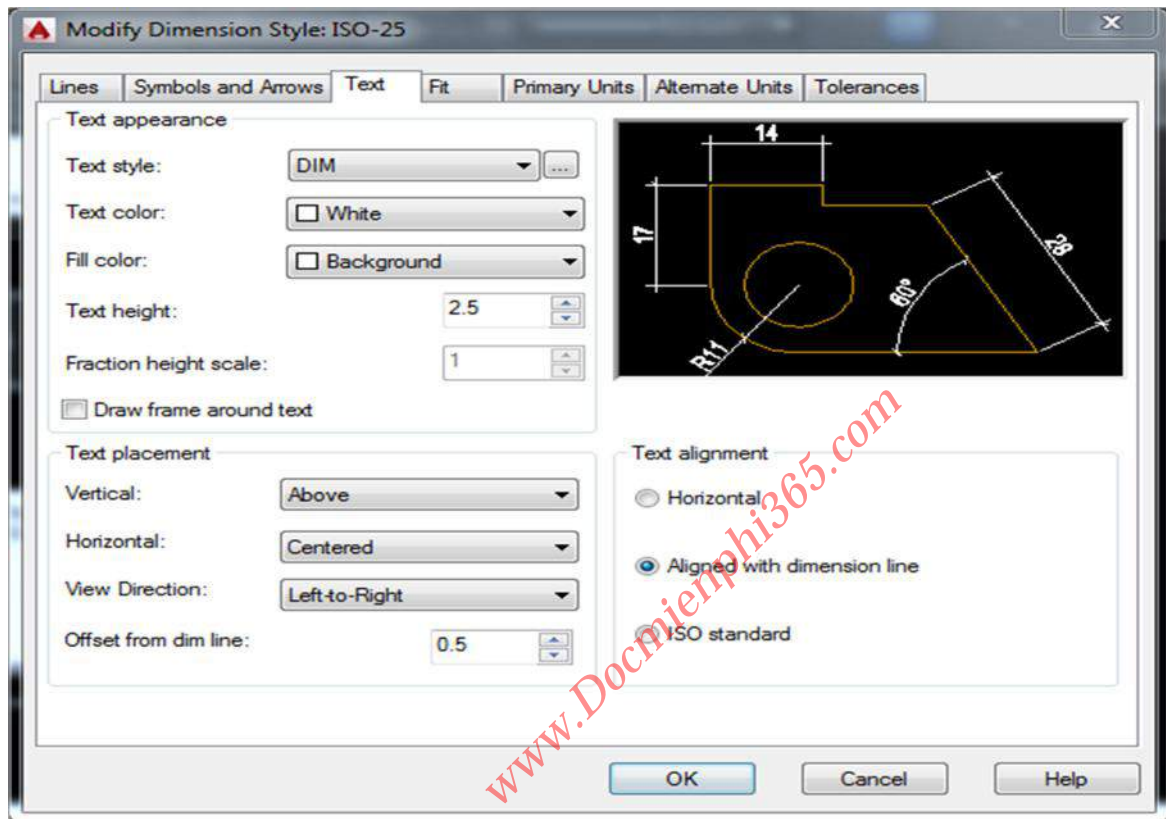 Modify Dimension Style: ISO-25
Lines Symbols and Arrows Text Fit Primary Units Alternate Units Tolerances
Text appearance
Text style: DIM ...
Text color: White
Fill color: Background
Text height: 2.5
Fraction height scale: 1
Draw frame around text
14
17
28
60°
R11
Text placement
Vertical: Above
Horizontal: Centered
View Direction: Left-to-Right
Offset from dim line: 0.5
Text alignment
Horizontal
Aligned with dimension line
ISO standard
www.Docmienphi365.com
OK Cancel Help